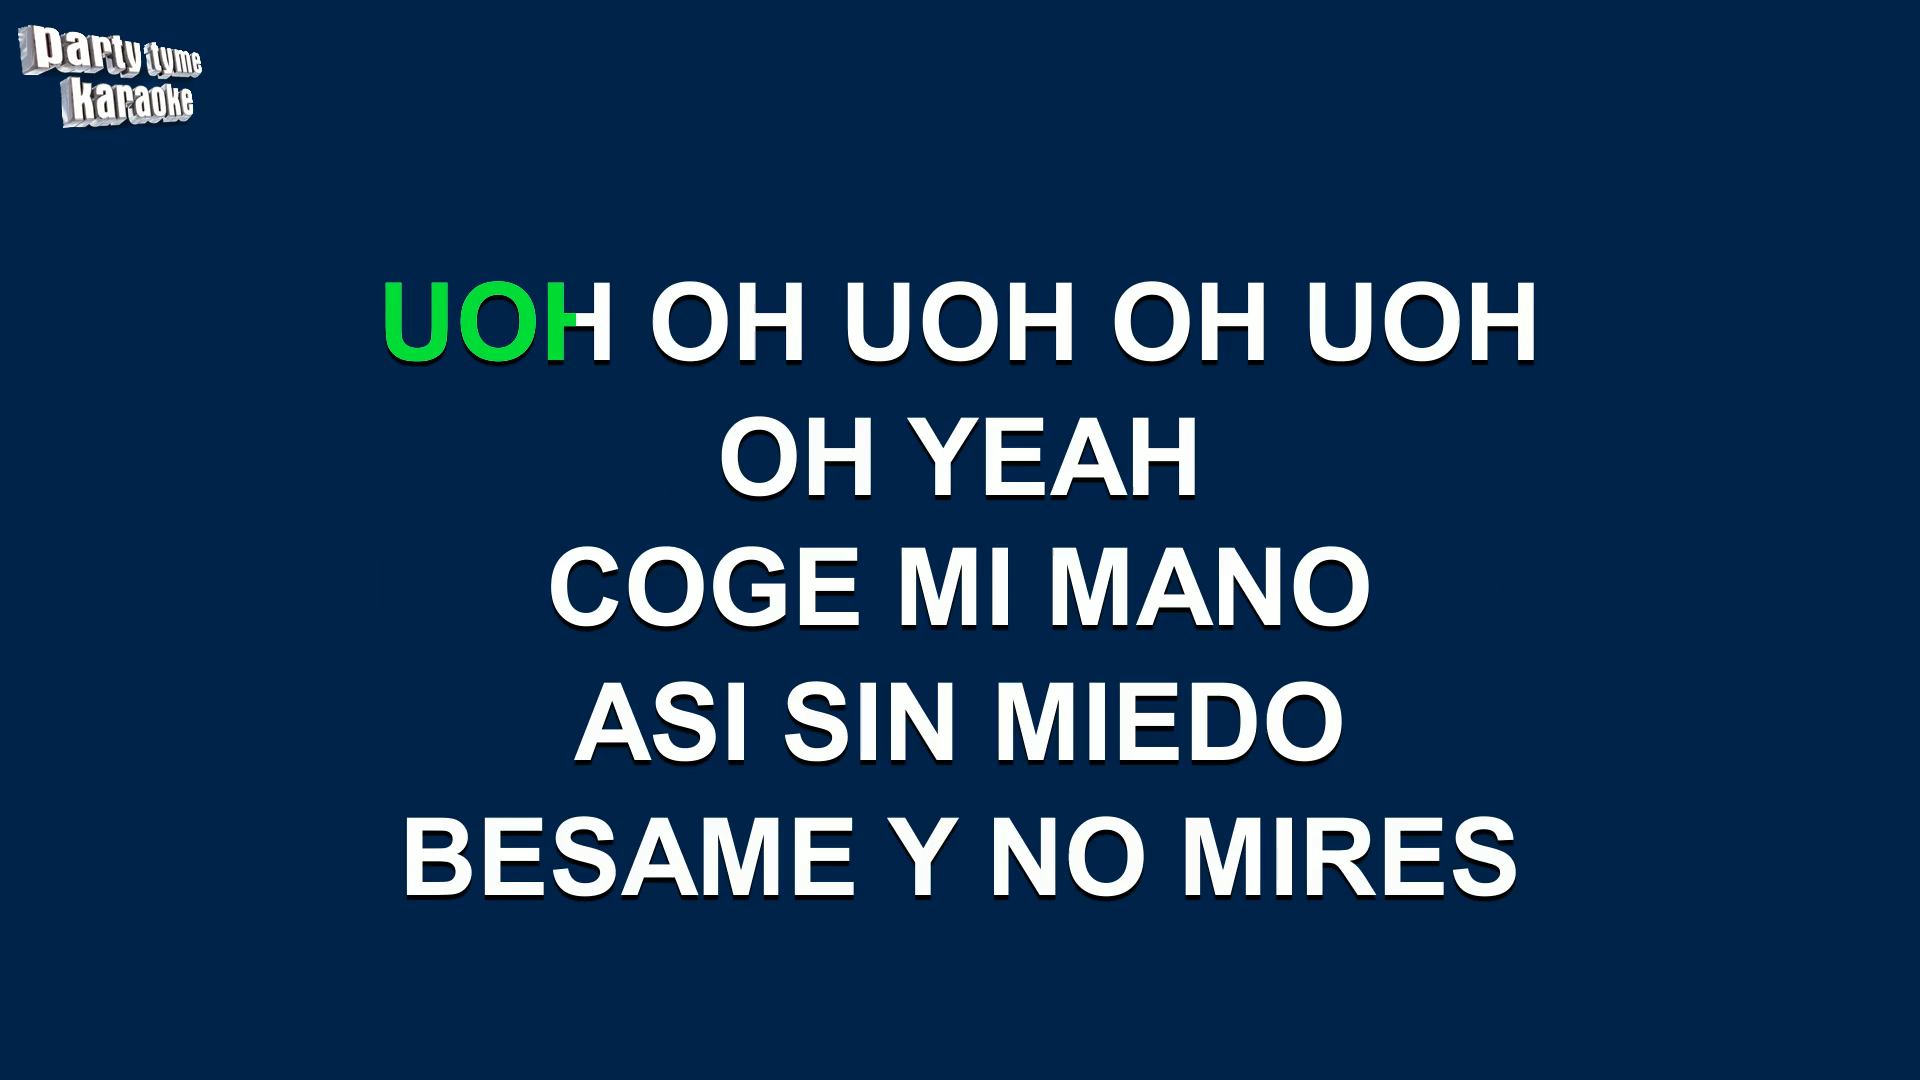 party tyme
karaoke
UOH OH UOH OH UOH
OH YEAH
COGE MI MANO
ASI SIN MIEDO
BESAME Y NO MIRES